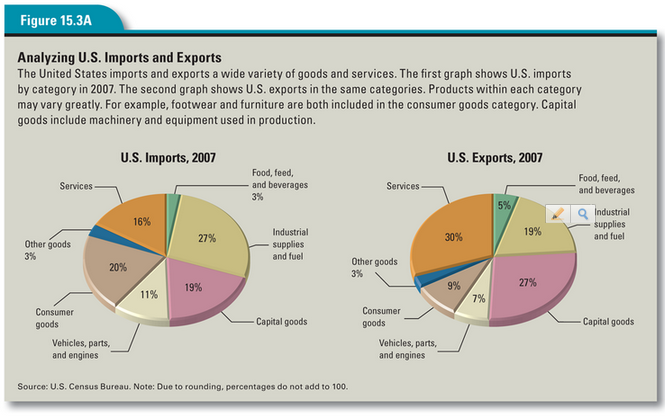 Figure 15.3A
Analyzing U.S. Imports and Exports
The United States imports and exports a wide variety of goods and services. The first graph shows U.S. imports
by category in 2007. The second graph shows U.S. exports in the same categories. Products within each category
may vary greatly. For example, footwear and furniture are both included in the consumer goods category. Capital
goods include machinery and equipment used in production.
U.S. Imports, 2007
Food, feed,
and beverages
3%
Industrial
supplies
and fuel
27%
Capital goods
19%
Vehicles, parts,
and engines
11%
Consumer
goods
20%
Other goods
3%
Services
16%
U.S. Exports, 2007
Food, feed,
and beverages
5%
Industrial
supplies
and fuel
19%
Capital goods
27%
Vehicles, parts,
and engines
7%
Consumer
goods
9%
Other goods
3%
Services
30%
Source: U.S. Census Bureau. Note: Due to rounding, percentages do not add to 100.